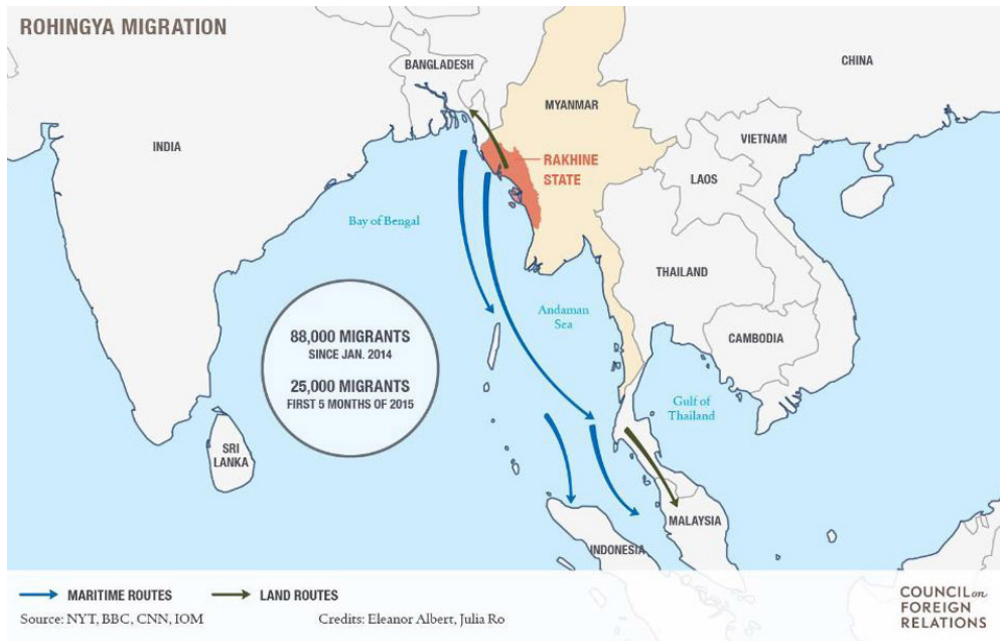 ROHINGYA MIGRATION
BANGLADESH
CHINA
MYANMAR
INDIA
VIETNAM
RAKHINE
STATE
LAOS
Bay of Bengal
THAILAND
Andaman
Sea
CAMBODIA
88,000 MIGRANTS
SINCE JAN. 2014
25,000 MIGRANTS
FIRST 5 MONTHS OF 2015
Gulf of
Thailand
SRI
LANKA
MALAYSIA
INDONESIA
MARITIME ROUTES
LAND ROUTES
Source: NYT, BBC, CNN, IOM
Credits: Eleanor Albert, Julia Ro
COUNCIL on
FOREIGN
RELATIONS